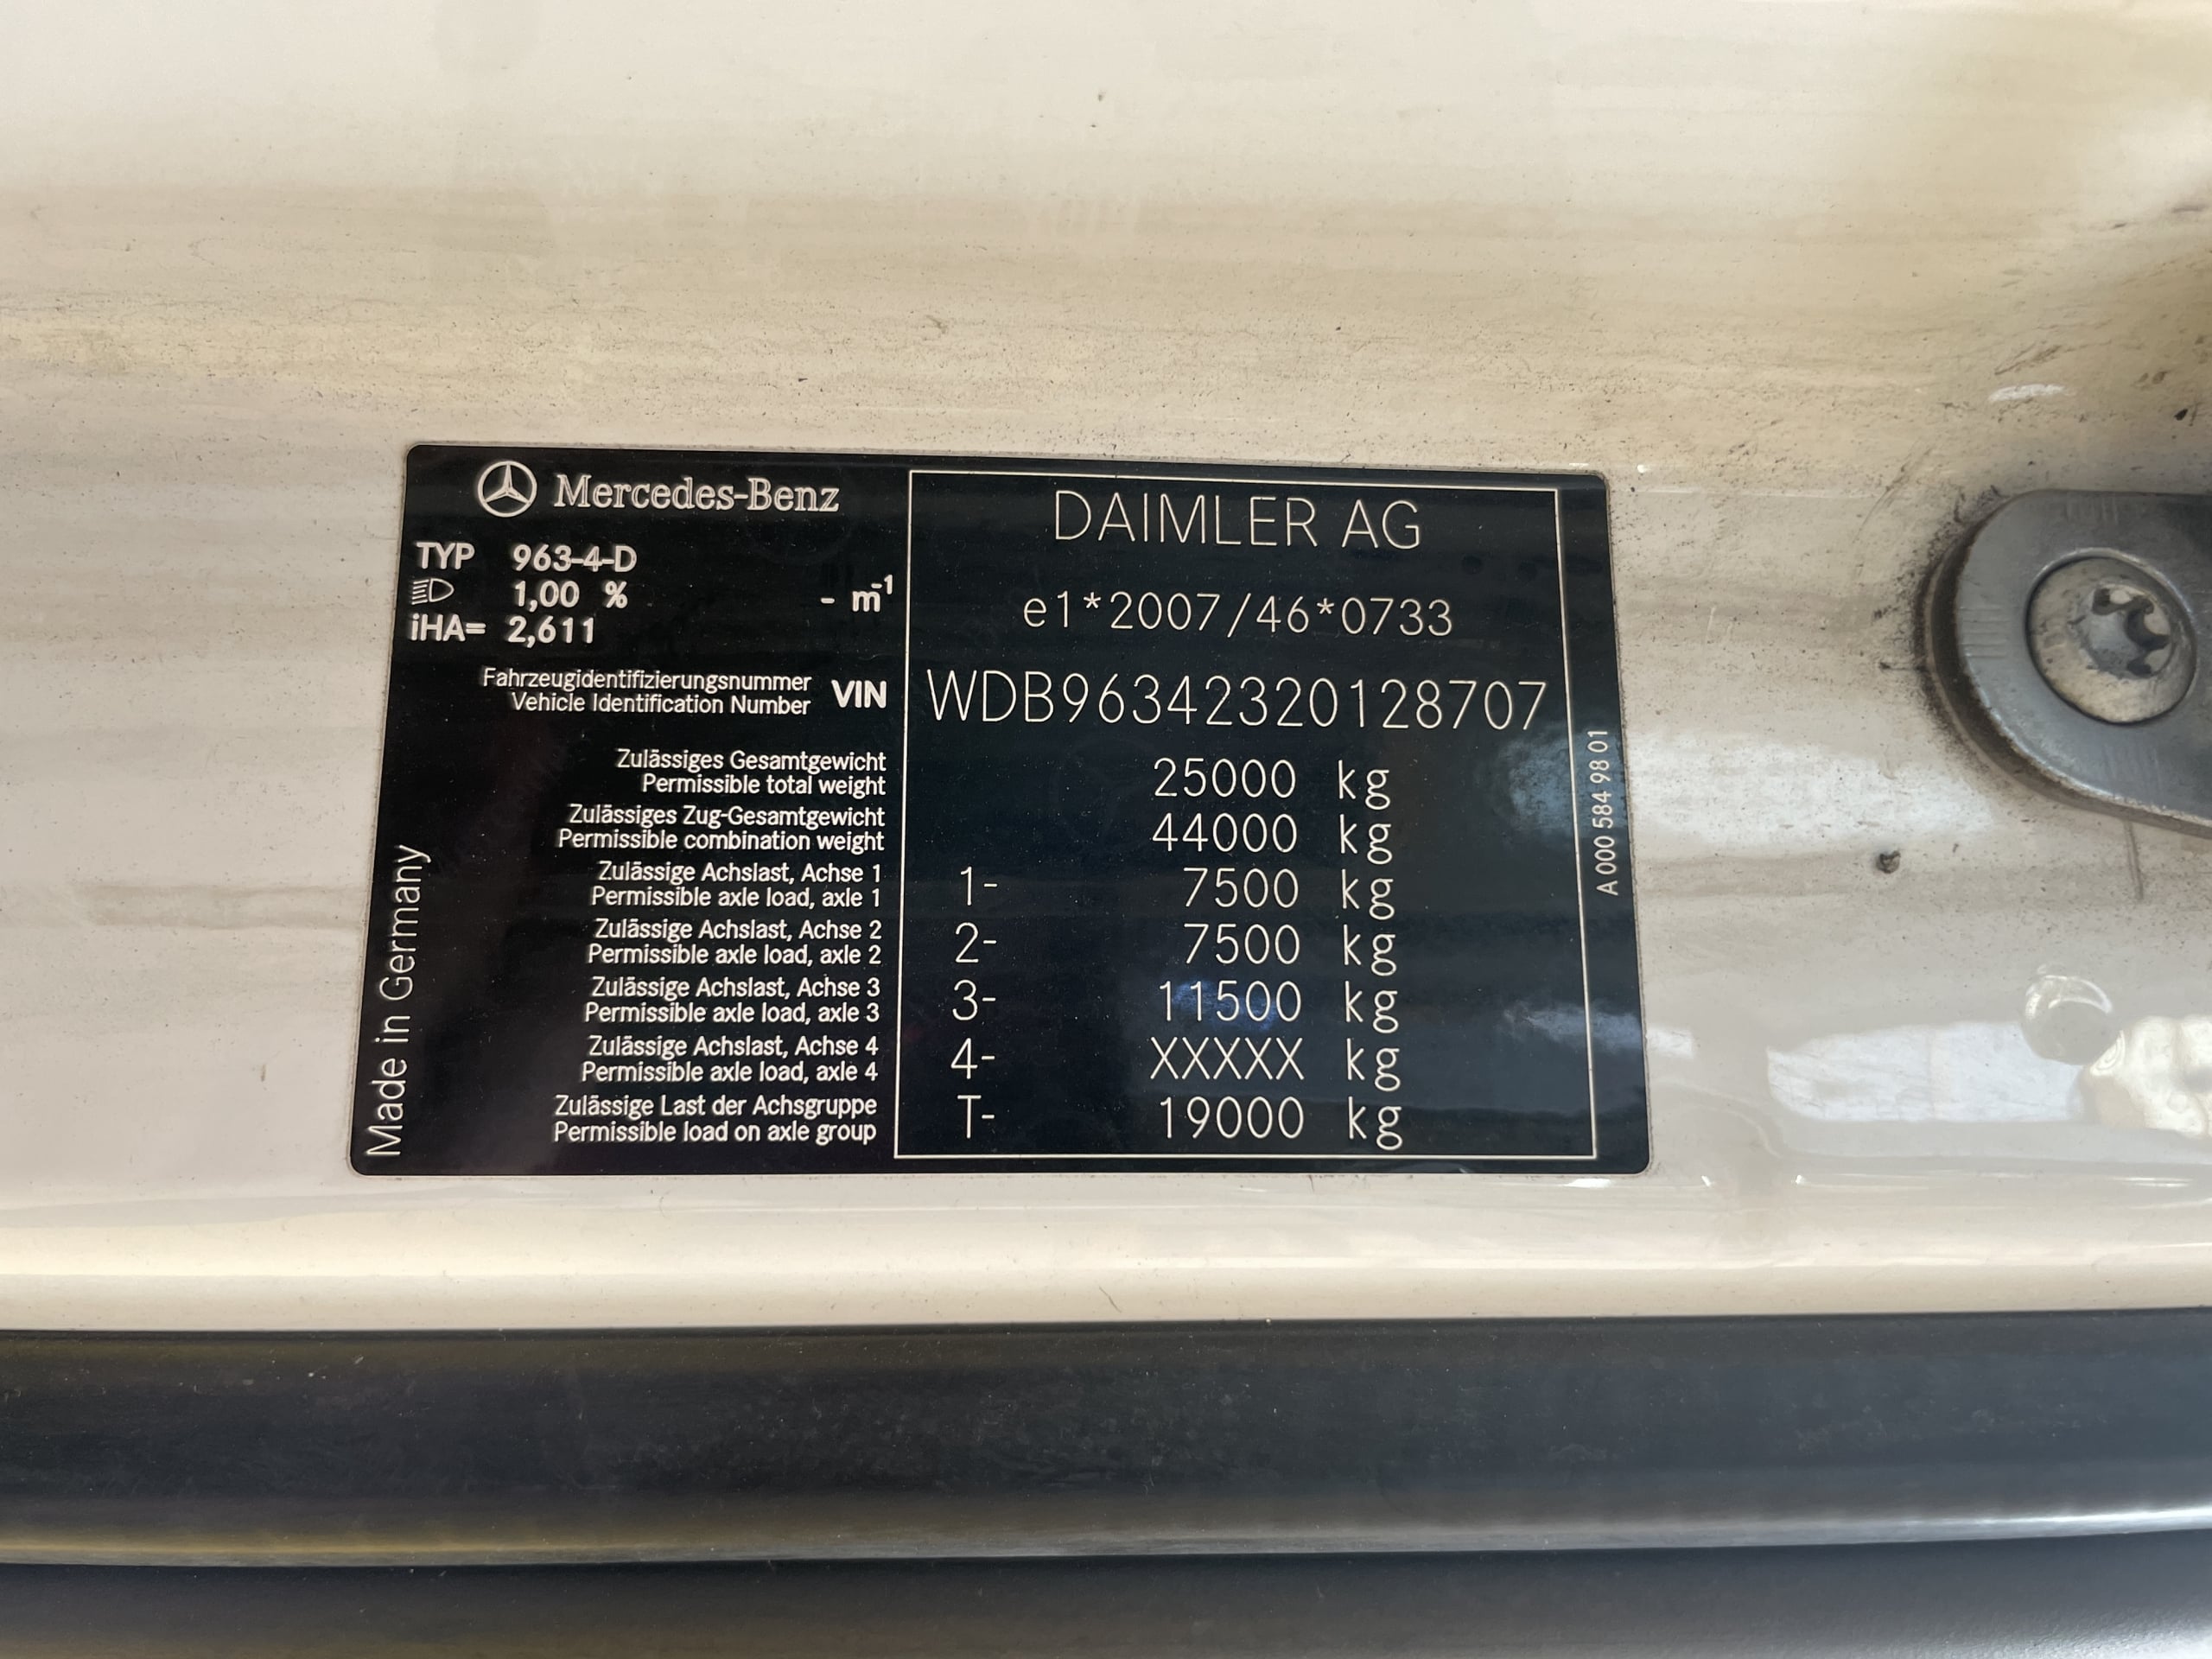 Mercedes-Benz
TYP 963-4-D
1,00 % - m-1
iHA= 2,611
Fahrzeugidentifizierungsnummer
Vehicle Identification Number
VIN
Zulässiges Gesamtgewicht
Permissible total weight
Zulässiges Zug-Gesamtgewicht
Permissible combination weight
Zulässige Achslast, Achse 1
Permissible axle load, axle 1
Zulässige Achslast, Achse 2
Permissible axle load, axle 2
Zulässige Achslast, Achse 3
Permissible axle load, axle 3
Zulässige Achslast, Achse 4
Permissible axle load, axle 4
Zulässige Last der Achsgruppe
Permissible load on axle group
Made in Germany
DAIMLER AG
e1*2007/46*0733
WDB96342320128707
25000 kg
44000 kg
1- 7500 kg
2- 7500 kg
3- 11500 kg
4- XXXXX kg
T- 19000 kg
A 000 584 98 01